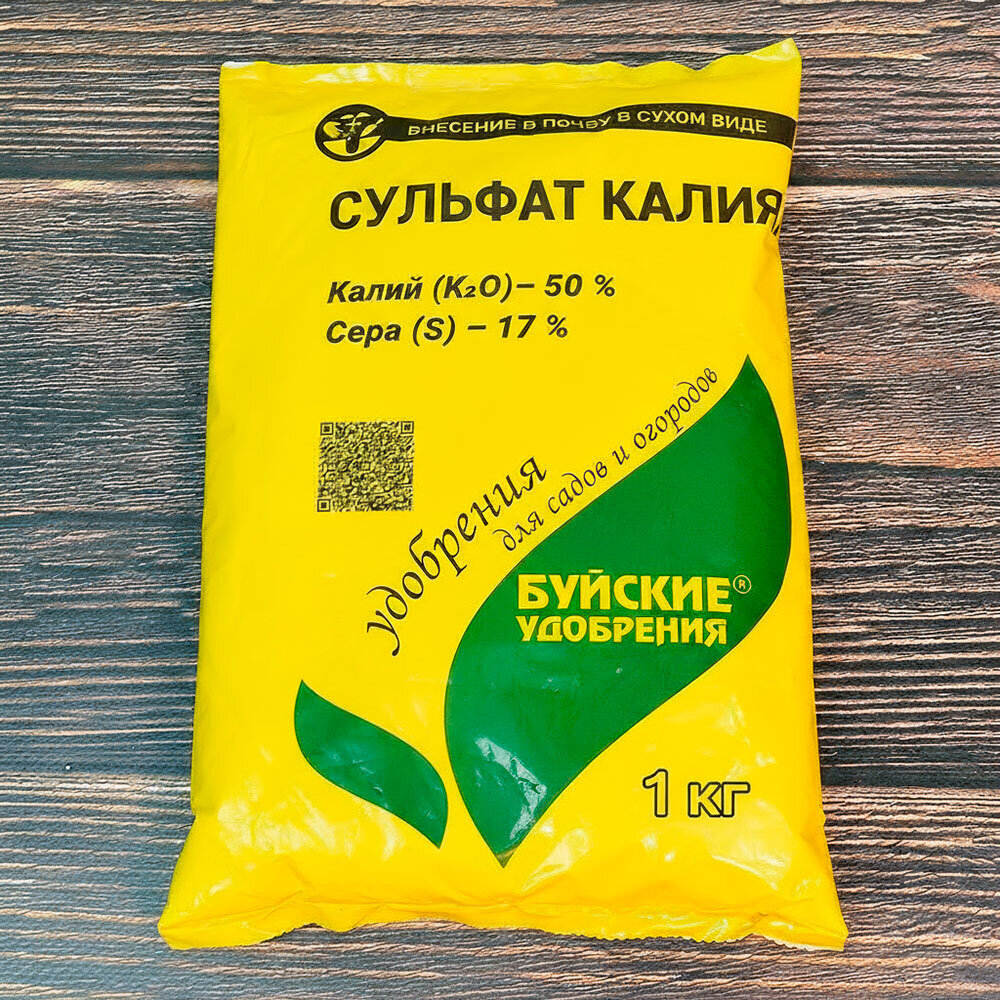 ВНЕСЕНИЕ В ПОЧВУ В СУХОМ ВИДЕ
СУЛЬФАТ КАЛИЯ
Калий (K₂O) – 50 %
Сера (S) – 17 %
удобрения
для садов и огородов
БУЙСКИЕ®
УДОБРЕНИЯ
1 кг